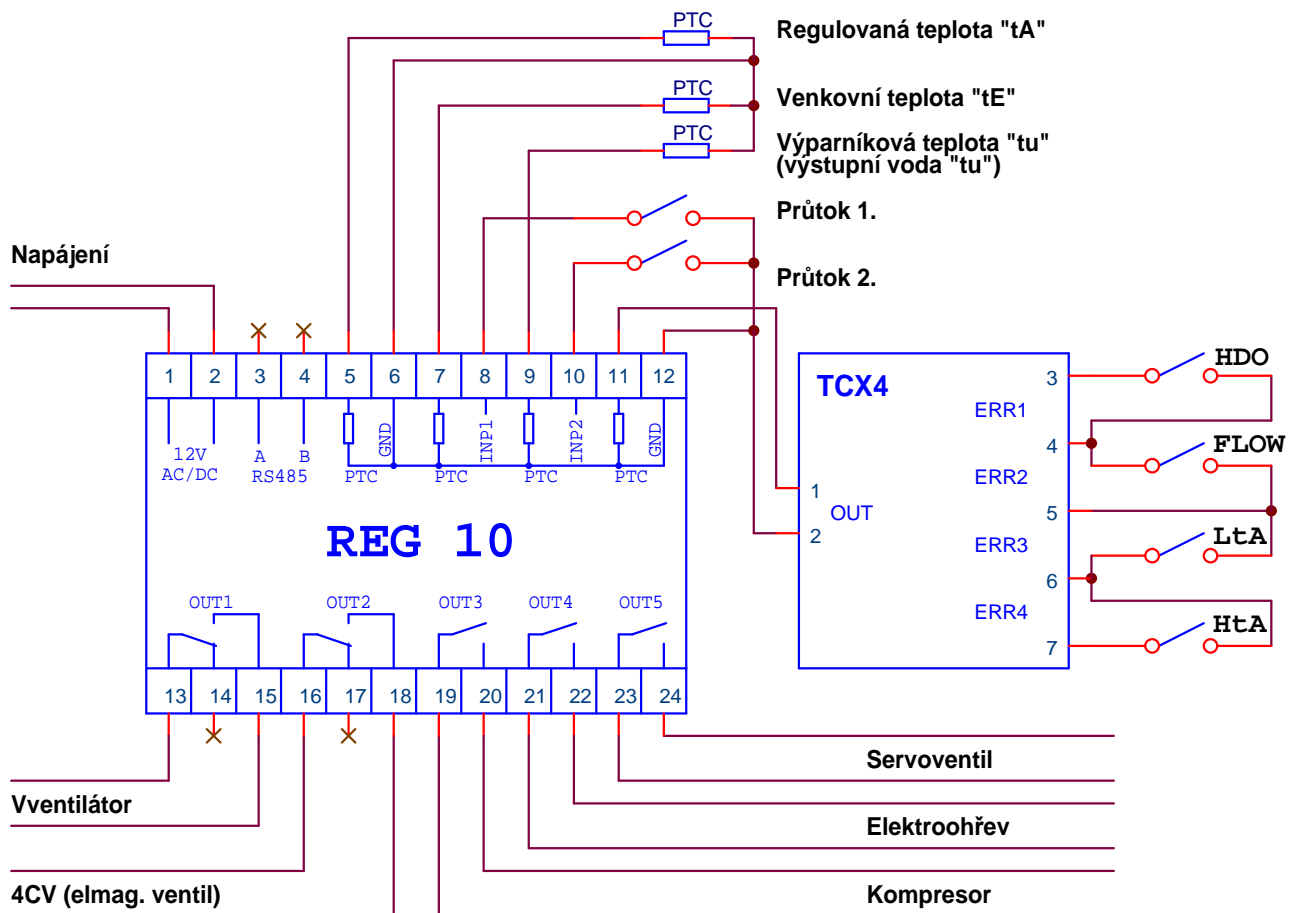 PTC
Regulovaná teplota "tA"
PTC
Venkovní teplota "tE"
PTC
Výparníková teplota "tu"
(výstupní voda "tu")
Průtok 1.
Napájení
Průtok 2.
1 2 3 4 5 6 7 8 9 10 11 12
12V
AC/DC
A B
RS485
PTC
GND
PTC
INP1
PTC
INP2
PTC
GND
REG 10
OUT1 OUT2 OUT3 OUT4 OUT5
13 14 15 16 17 18 19 20 21 22 23 24
TCX4
1
OUT
2
3
ERR1
4
ERR2
5
ERR3
6
ERR4
7
HDO
FLOW
LtA
HtA
Servoventil
Vventilátor
Elektroohřev
4CV (elmag. ventil)
Kompresor